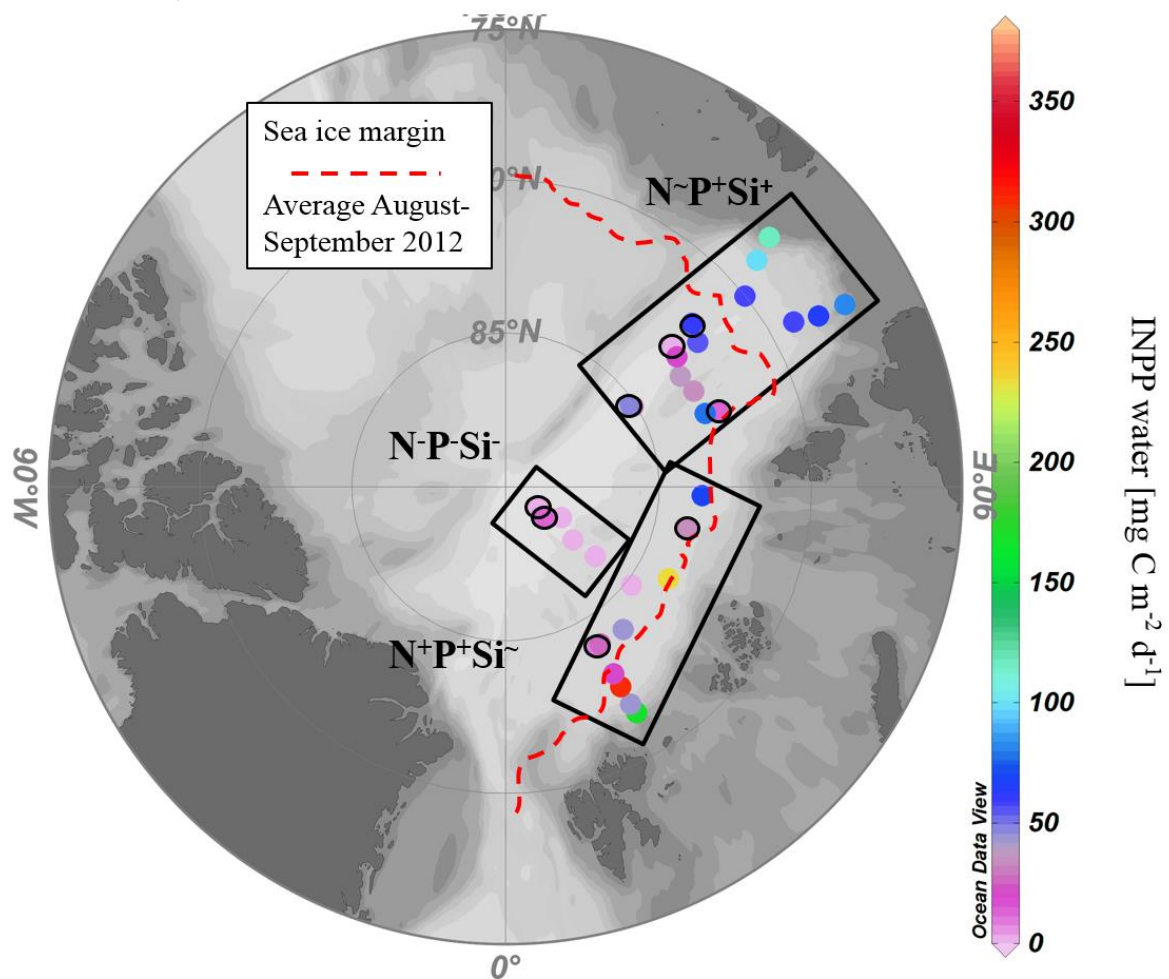 75°N
Sea ice margin
Average August-
September 2012
0°N
85°N
N~P⁺Si⁺
N⁻P⁻Si⁻
N⁺P⁺Si~
90°W
90°E
0°
350
300
250
200
150
100
50
0
Ocean Data View
INPP water [mg C m⁻² d⁻¹]